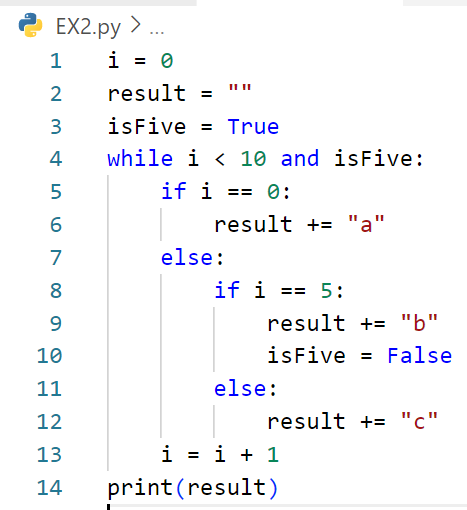 EX2.py > ...
1 i = 0
2 result = ""
3 isFive = True
4 while i < 10 and isFive:
5     if i == 0:
6         result += "a"
7     else:
8         if i == 5:
9             result += "b"
10             isFive = False
11         else:
12             result += "c"
13     i = i + 1
14 print(result)